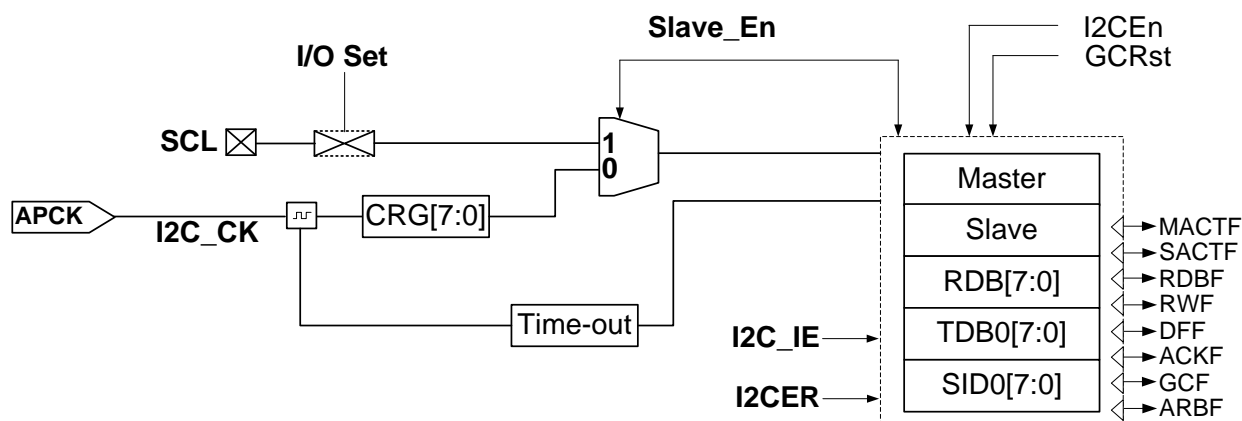 Slave_En
I2CEn
GCRst
I/O Set
SCL
1
0
APCK
I2C_CK
CRG[7:0]
Time-out
I2C_IE
I2CER
Master
Slave
RDB[7:0]
TDB0[7:0]
SID0[7:0]
MACTF
SACTF
RDBF
RWF
DFF
ACKF
GCF
ARBF